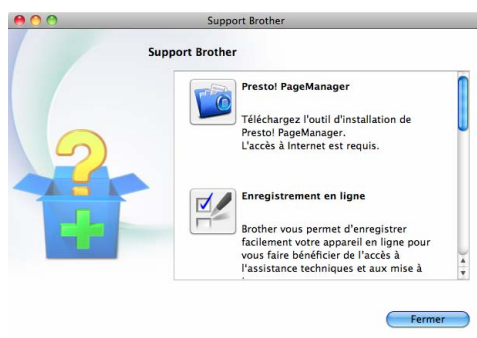 Support Brother
Support Brother
Presto! PageManager
Téléchargez l'outil d'installation de
Presto! PageManager.
L'accès à Internet est requis.
Enregistrement en ligne
Brother vous permet d'enregistrer
facilement votre appareil en ligne pour
vous faire bénéficier de l'accès à
l'assistance techniques et aux mise à
Fermer